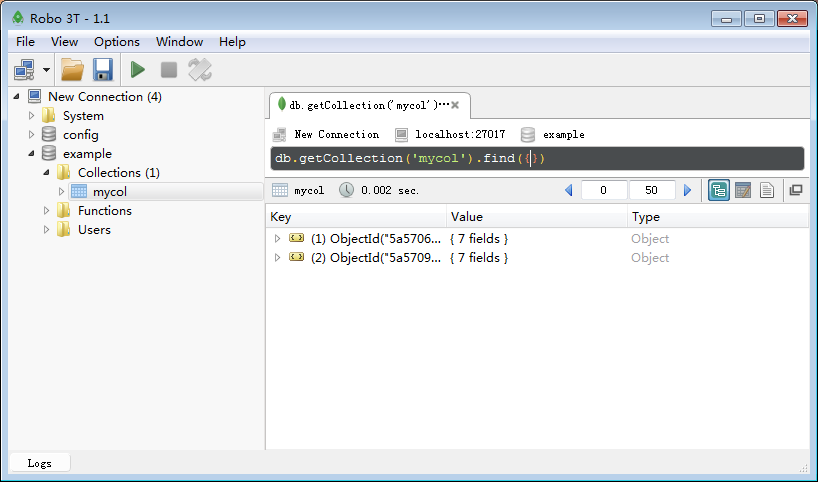 Robo 3T - 1.1
File View Options Window Help
New Connection (4)
System
config
example
Collections (1)
mycol
Functions
Users
db.getCollection('mycol')⋯
New Connection localhost:27017 example
db.getCollection('mycol').find({})
mycol 0.002 sec. 0 50
Key Value Type
(1) ObjectId("5a5706... { 7 fields } Object
(2) ObjectId("5a5709... { 7 fields } Object
Logs